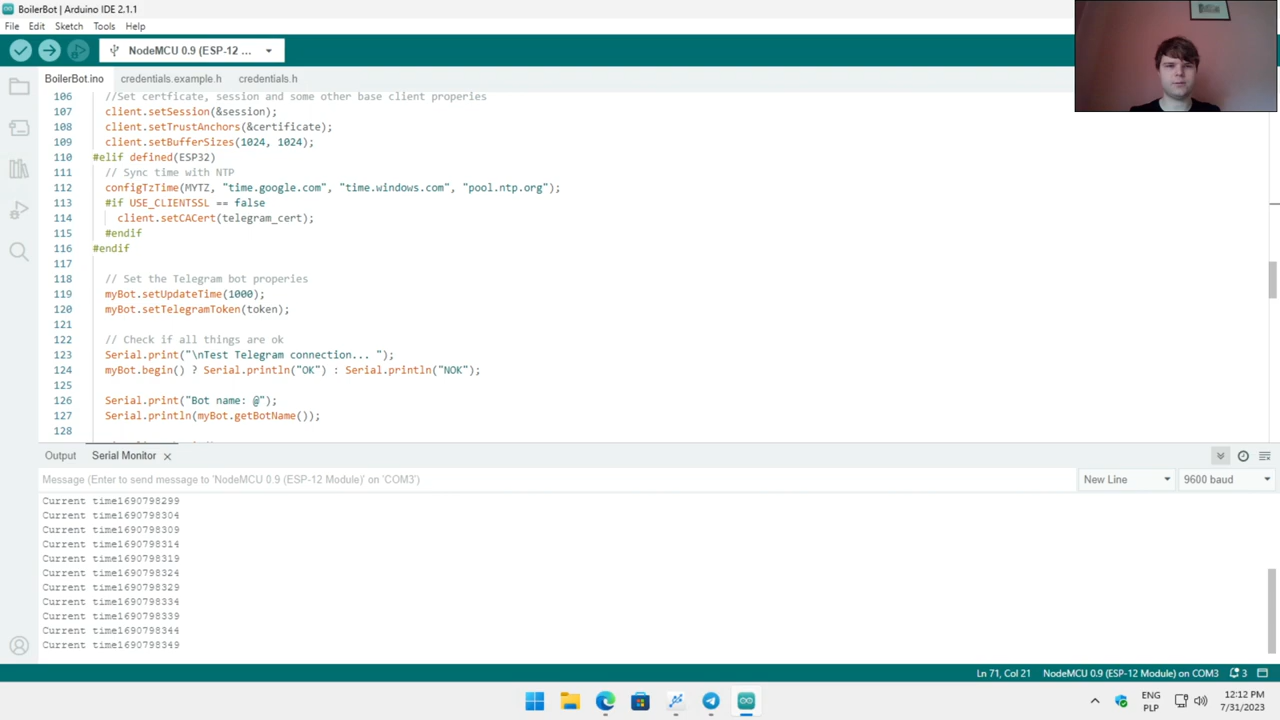 BoilerBot | Arduino IDE 2.1.1
File Edit Sketch Tools Help
NodeMCU 0.9 (ESP-12 ...
BoilerBot.ino credentials.example.h credentials.h
106 //Set certficate, session and some other base client properies
107 client.setSession(&session);
108 client.setTrustAnchors(&certificate);
109 client.setBufferSizes(1024, 1024);
110 #elif defined(ESP32)
111 // Sync time with NTP
112 configTzTime(MYTZ, "time.google.com", "time.windows.com", "pool.ntp.org");
113 #if USE_CLIENTSSL == false
114 client.setCACert(telegram_cert);
115 #endif
116 #endif
117
118 // Set the Telegram bot properies
119 myBot.setUpdateTime(1000);
120 myBot.setTelegramToken(token);
121
122 // Check if all things are ok
123 Serial.print("\nTest Telegram connection... ");
124 myBot.begin() ? Serial.println("OK") : Serial.println("NOK");
125
126 Serial.print("Bot name: @");
127 Serial.println(myBot.getBotName());
128
Output Serial Monitor
Message (Enter to send message to 'NodeMCU 0.9 (ESP-12 Module)' on 'COM3') New Line 9600 baud
Current time1690798299
Current time1690798304
Current time1690798309
Current time1690798314
Current time1690798319
Current time1690798324
Current time1690798329
Current time1690798334
Current time1690798339
Current time1690798344
Current time1690798349
Ln 71, Col 21 NodeMCU 0.9 (ESP-12 Module) on COM3 3
ENG
PLP
12:12 PM
7/31/2023